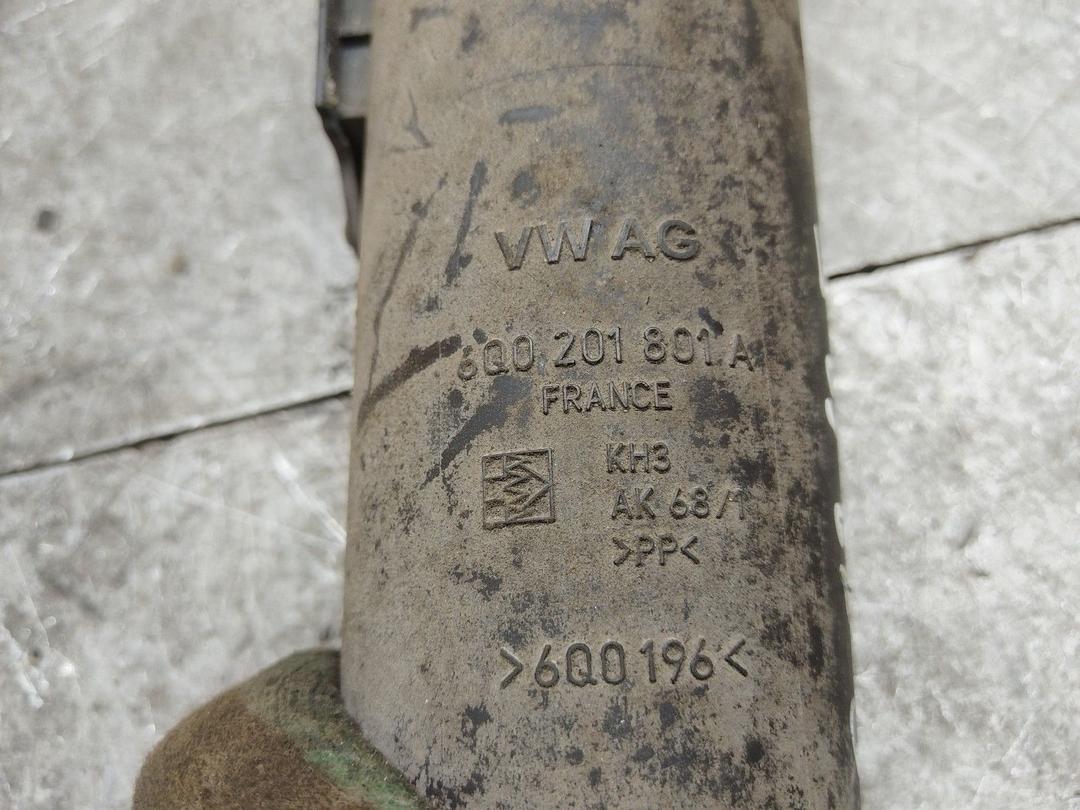 VW AG
6Q0 201 801 A
FRANCE
KH3
AK 68/1
>PP<
>6Q0 196<